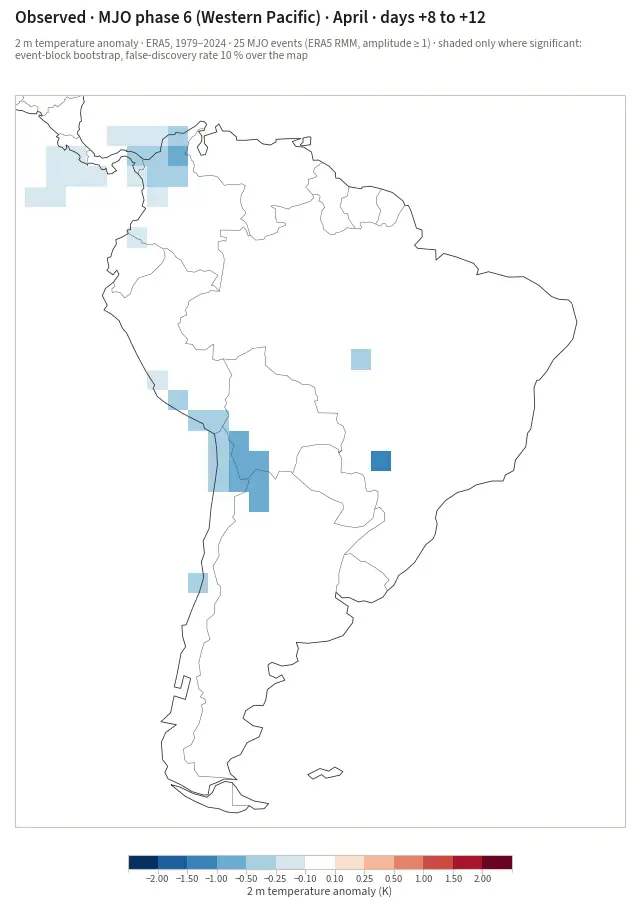 Observed · MJO phase 6 (Western Pacific) · April · days +8 to +12
2 m temperature anomaly · ERA5, 1979–2024 · 25 MJO events (ERA5 RMM, amplitude ≥ 1) · shaded only where significant:
event-block bootstrap, false-discovery rate 10 % over the map
−2.00 −1.50 −1.00 −0.50 −0.25 −0.10 0.10 0.25 0.50 1.00 1.50 2.00
2 m temperature anomaly (K)